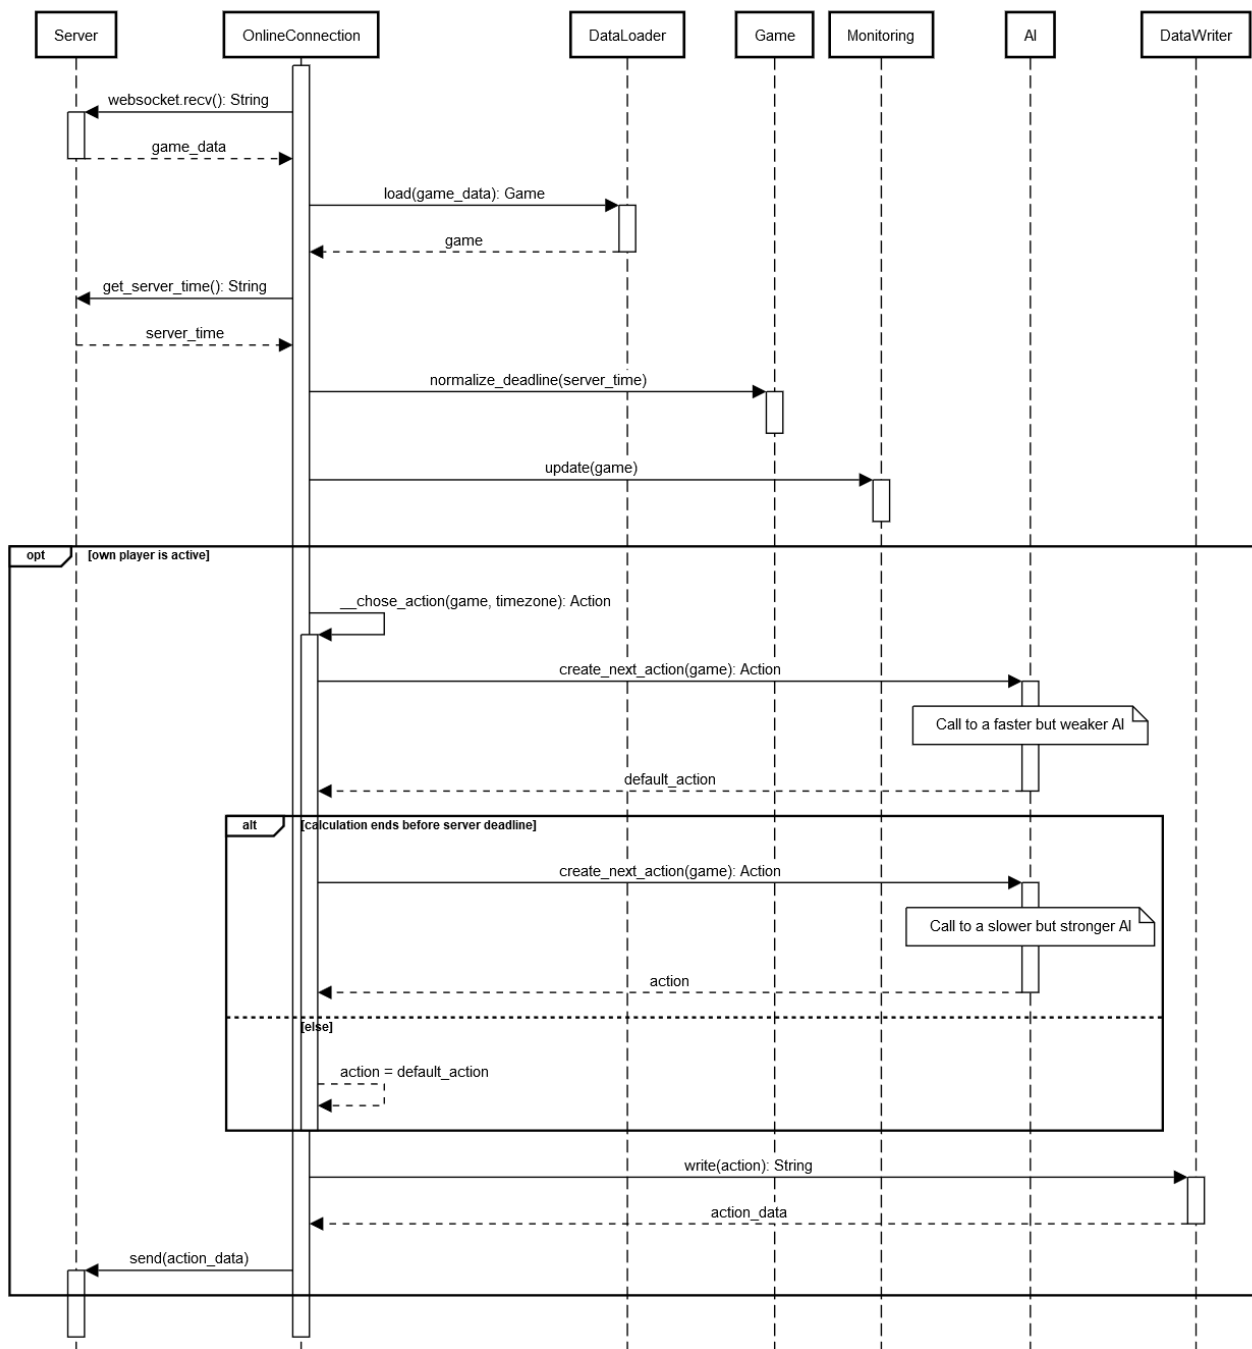 Server
OnlineConnection
DataLoader
Game
Monitoring
AI
DataWriter
websocket.recv(): String
game_data
load(game_data): Game
game
get_server_time(): String
server_time
normalize_deadline(server_time)
update(game)
opt
[own player is active]
__chose_action(game, timezone): Action
create_next_action(game): Action
Call to a faster but weaker AI
default_action
alt
[calculation ends before server deadline]
create_next_action(game): Action
Call to a slower but stronger AI
action
[else]
action = default_action
write(action): String
action_data
send(action_data)